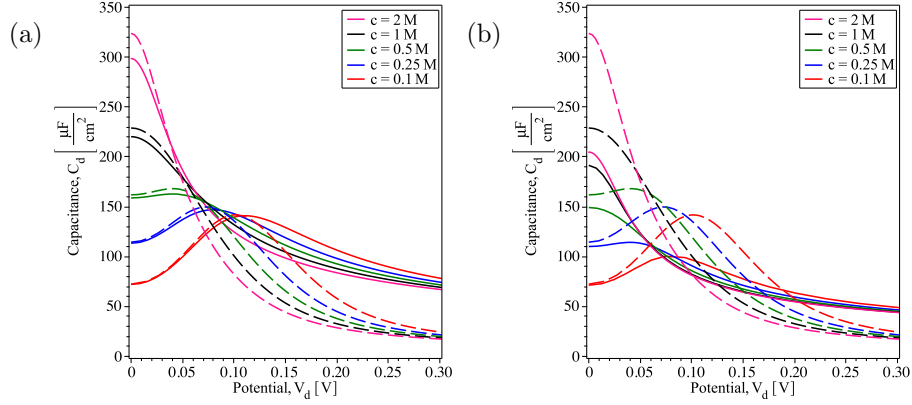 (a)
350
300
250
200
150
100
50
0
Capacitance, C_d [ μF / cm² ]
c = 2 M
c = 1 M
c = 0.5 M
c = 0.25 M
c = 0.1 M
0
0.05
0.10
0.15
0.20
0.25
0.30
Potential, V_d [ V ]
(b)
350
300
250
200
150
100
50
0
Capacitance, C_d [ μF / cm² ]
c = 2 M
c = 1 M
c = 0.5 M
c = 0.25 M
c = 0.1 M
0
0.05
0.10
0.15
0.20
0.25
0.30
Potential, V_d [ V ]